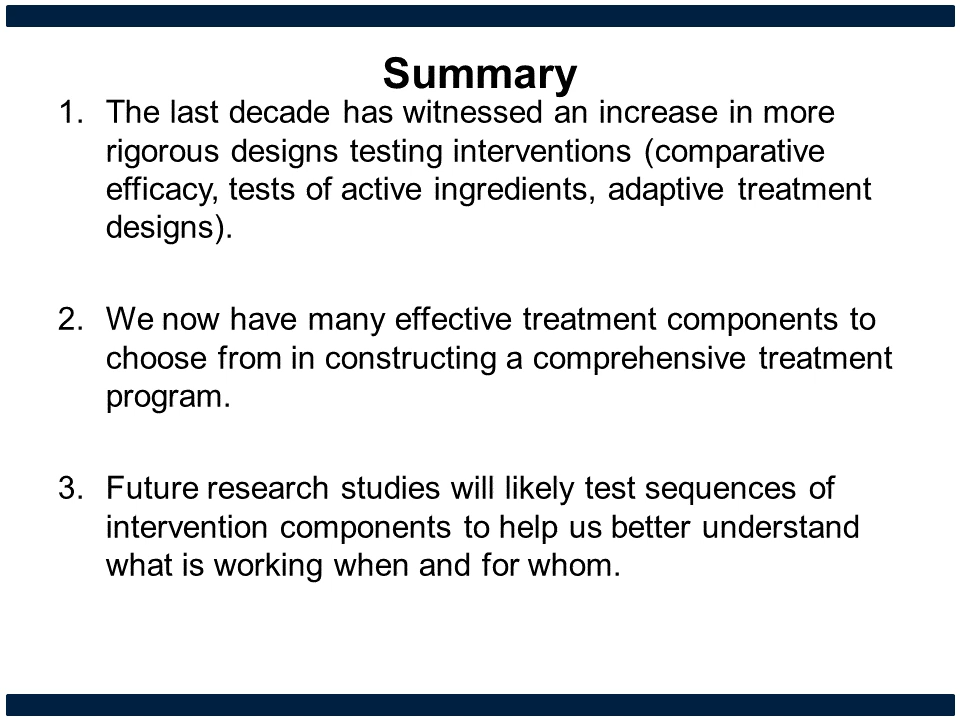 Summary
1. The last decade has witnessed an increase in more
rigorous designs testing interventions (comparative
efficacy, tests of active ingredients, adaptive treatment
designs).
2. We now have many effective treatment components to
choose from in constructing a comprehensive treatment
program.
3. Future research studies will likely test sequences of
intervention components to help us better understand
what is working when and for whom.